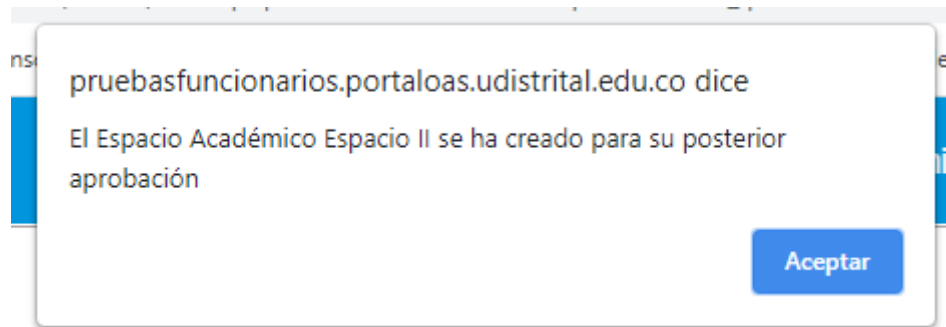 pruebasfuncionarios.portaloas.udistrital.edu.co dice
El Espacio Académico Espacio II se ha creado para su posterior
aprobación
Aceptar